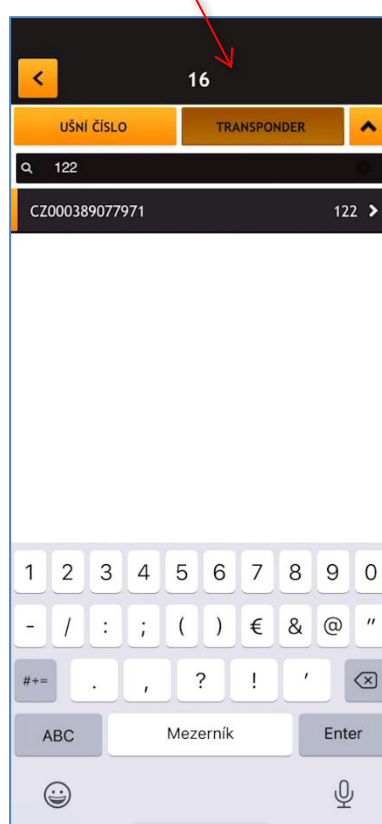 16
UŠNÍ ČÍSLO TRANSPONDER
122
CZ000389077971 122
1 2 3 4 5 6 7 8 9 0
- / : ; ( ) € & @ "
#+= . , ? ! '
ABC Mezerník Enter